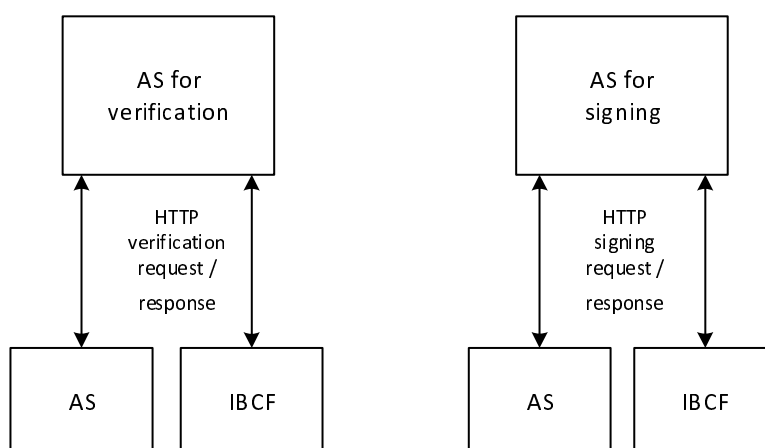 AS for
verification
AS for
signing
HTTP
verification
request /
response
HTTP
signing
request /
response
AS
IBCF
AS
IBCF